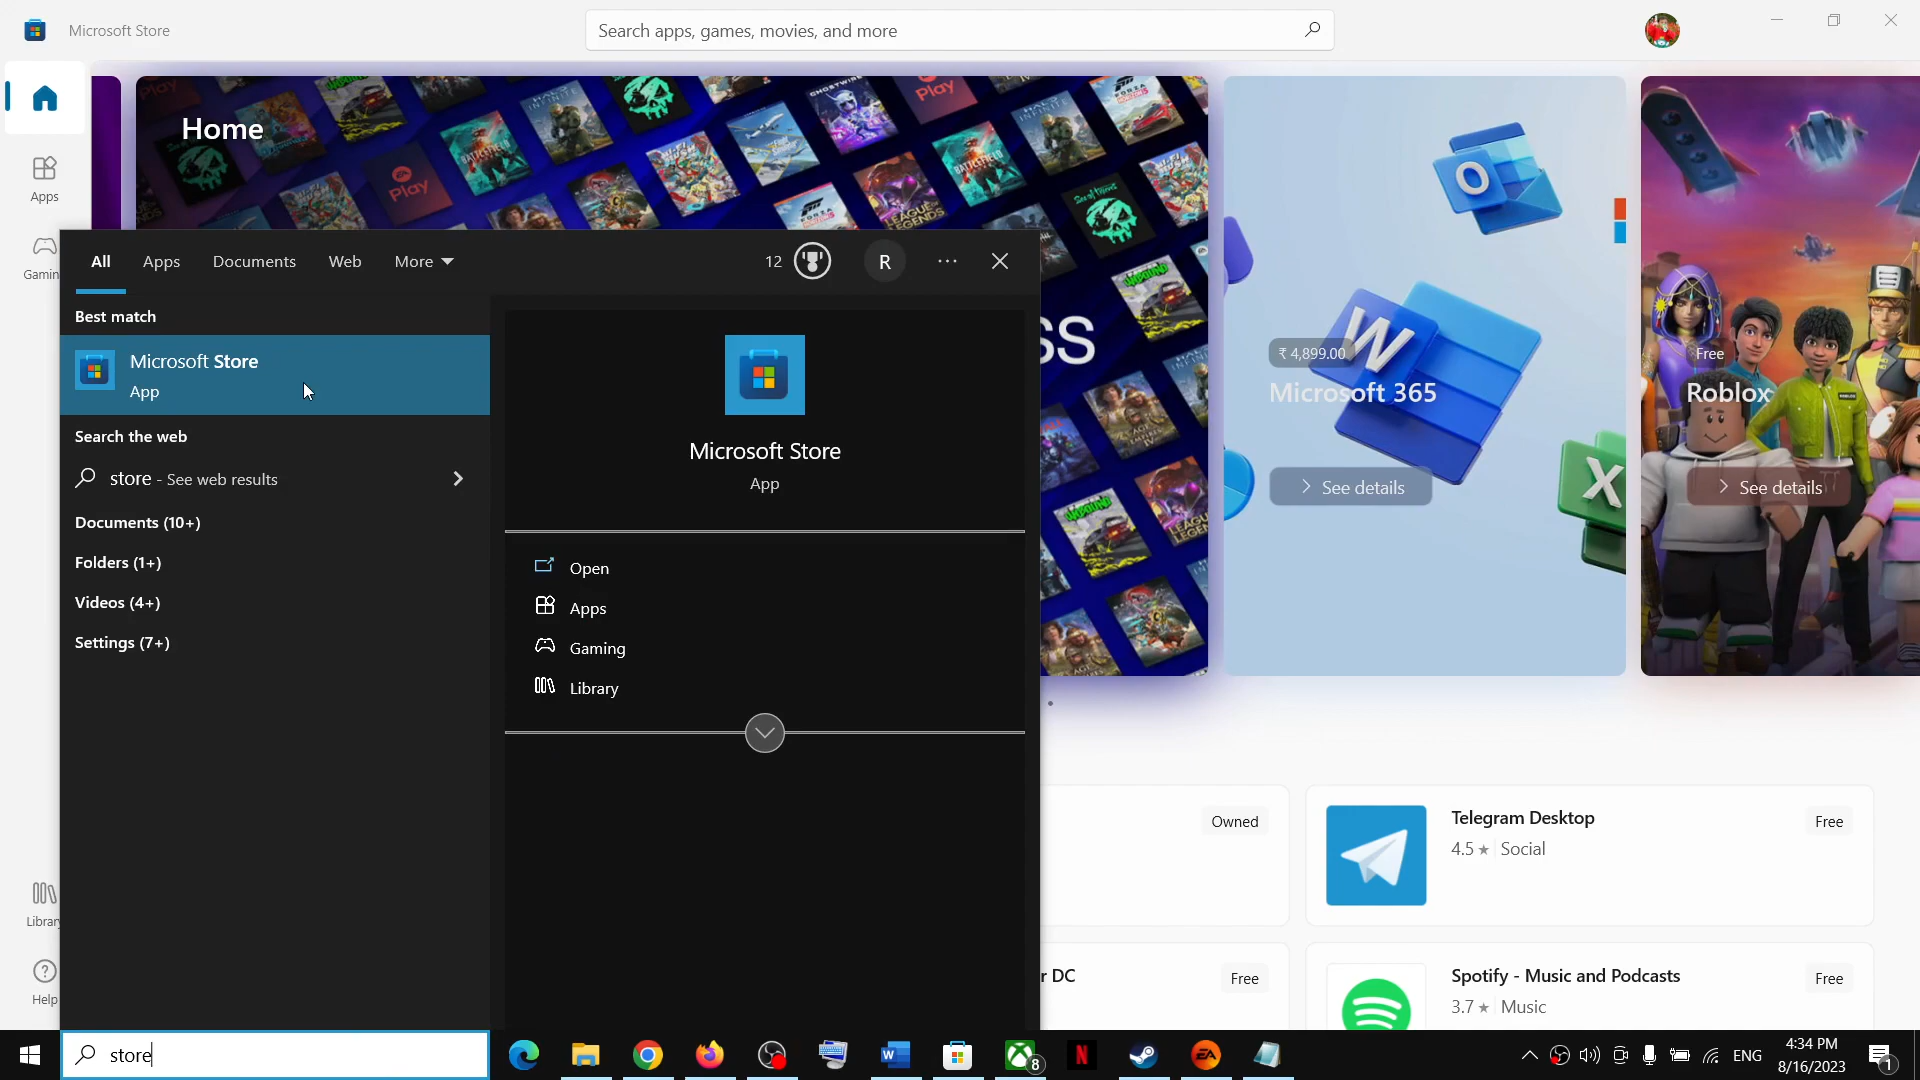 Microsoft Store
Search apps, games, movies, and more
Home
Apps
Gamin
All
Apps
Documents
Web
More
12
R
Best match
Microsoft Store
App
Search the web
store - See web results
Documents (10+)
Folders (1+)
Videos (4+)
Settings (7+)
Microsoft Store
App
Open
Apps
Gaming
Library
SS
₹ 4,899.00
Microsoft 365
See details
Free
Roblox
See details
Owned
Telegram Desktop
4.5 ★ Social
Free
r DC
Free
Spotify - Music and Podcasts
3.7 ★ Music
Free
Library
Help
store
8
ENG
4:34 PM
8/16/2023
1